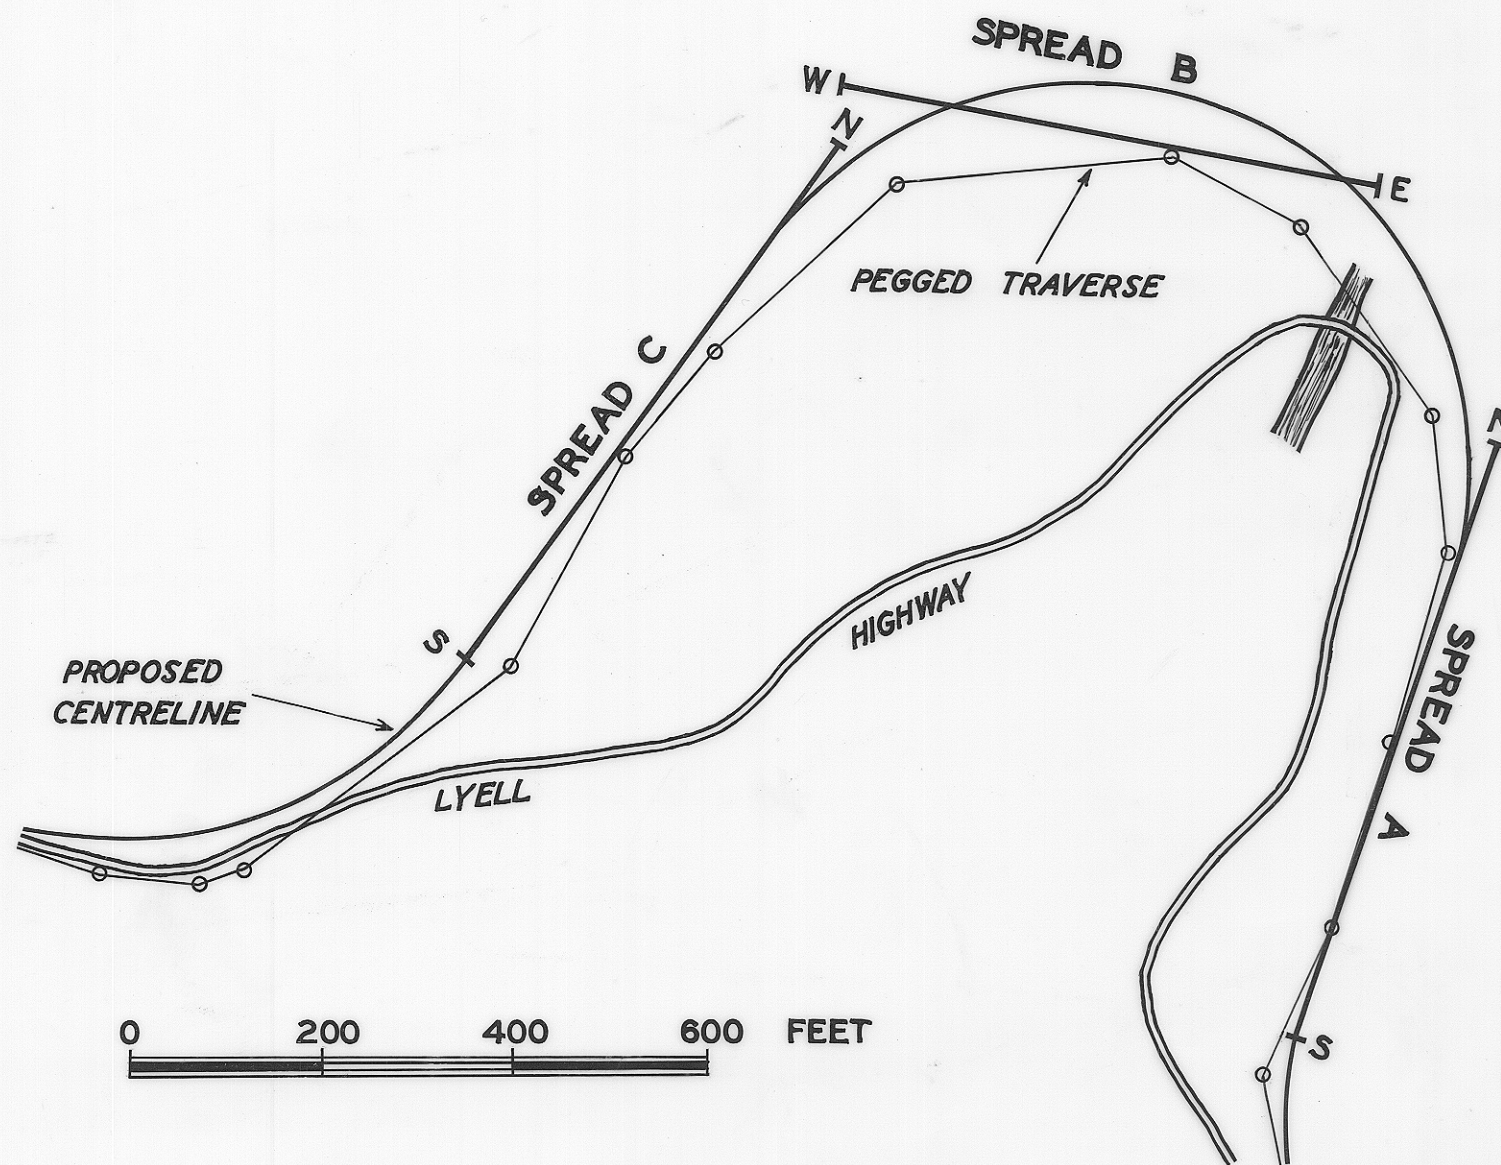 SPREAD B
W
N
E
PEGGED TRAVERSE
SPREAD C
N
S
PROPOSED
CENTRELINE
HIGHWAY
LYELL
SPREAD A
0 200 400 600 FEET
S